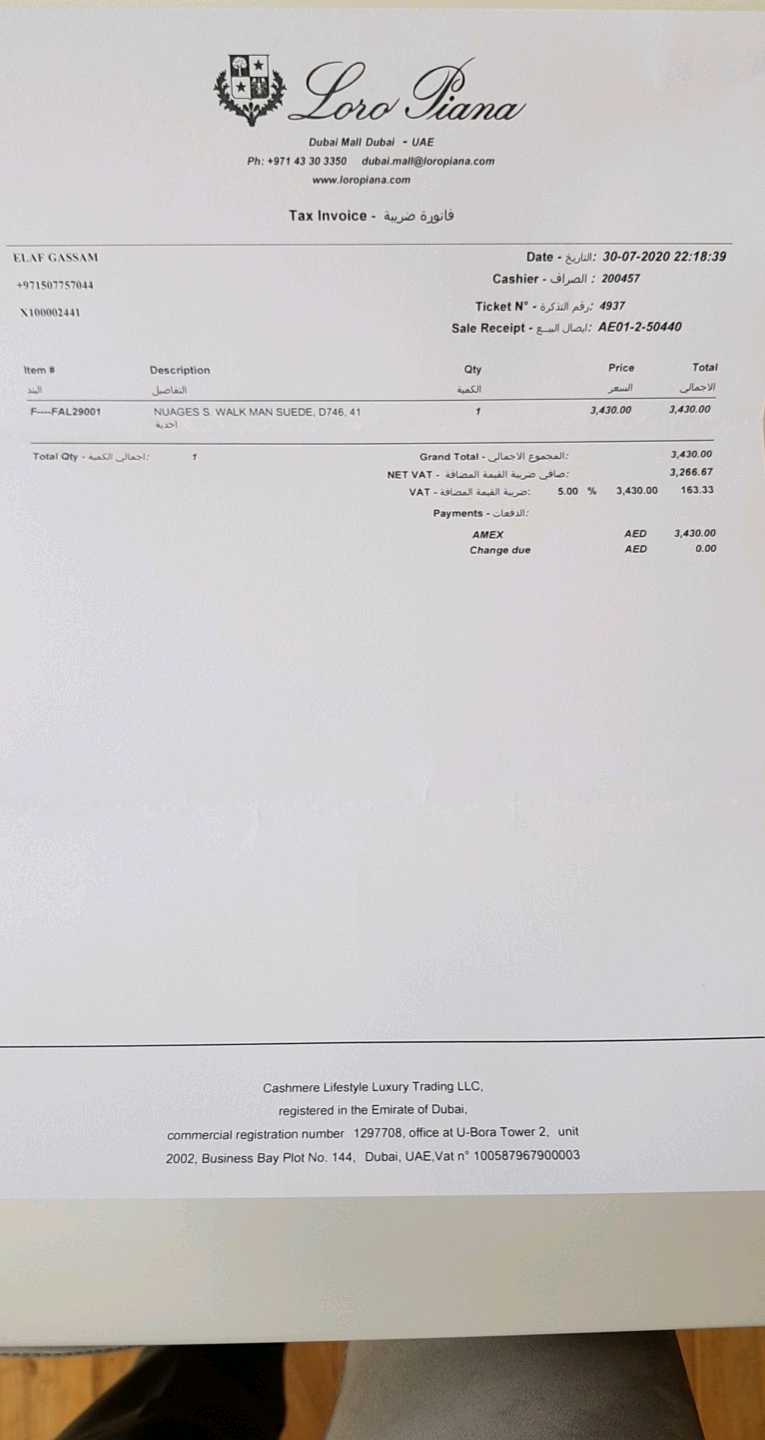 Loro Piana
Dubai Mall Dubai - UAE
Ph: +971 43 30 3350 dubai.mall@loropiana.com
www.loropiana.com
Tax Invoice - فاتورة ضريبة
ELAF GASSAM
+971507757044
X100002441
Date - التاريخ: 30-07-2020 22:18:39
Cashier - الصراف : 200457
Ticket N° - رقم التذكرة: 4937
Sale Receipt - ايصال البيع: AE01-2-50440
Item # Description Qty Price Total
البند التفاصيل الكمية السعر الاجمالي
F----FAL29001 NUAGES S. WALK MAN SUEDE, D746, 41 1 3,430.00 3,430.00
احذية
Total Qty - اجمالي الكمية: 1
Grand Total - المجموع الاجمالي: 3,430.00
NET VAT - صافي ضريبة القيمة المضافة: 3,266.67
VAT - ضريبة القيمة المضافة: 5.00 % 3,430.00 163.33
Payments - الدفعات:
AMEX AED 3,430.00
Change due AED 0.00
Cashmere Lifestyle Luxury Trading LLC,
registered in the Emirate of Dubai,
commercial registration number 1297708, office at U-Bora Tower 2, unit
2002, Business Bay Plot No. 144, Dubai, UAE,Vat n° 100587967900003